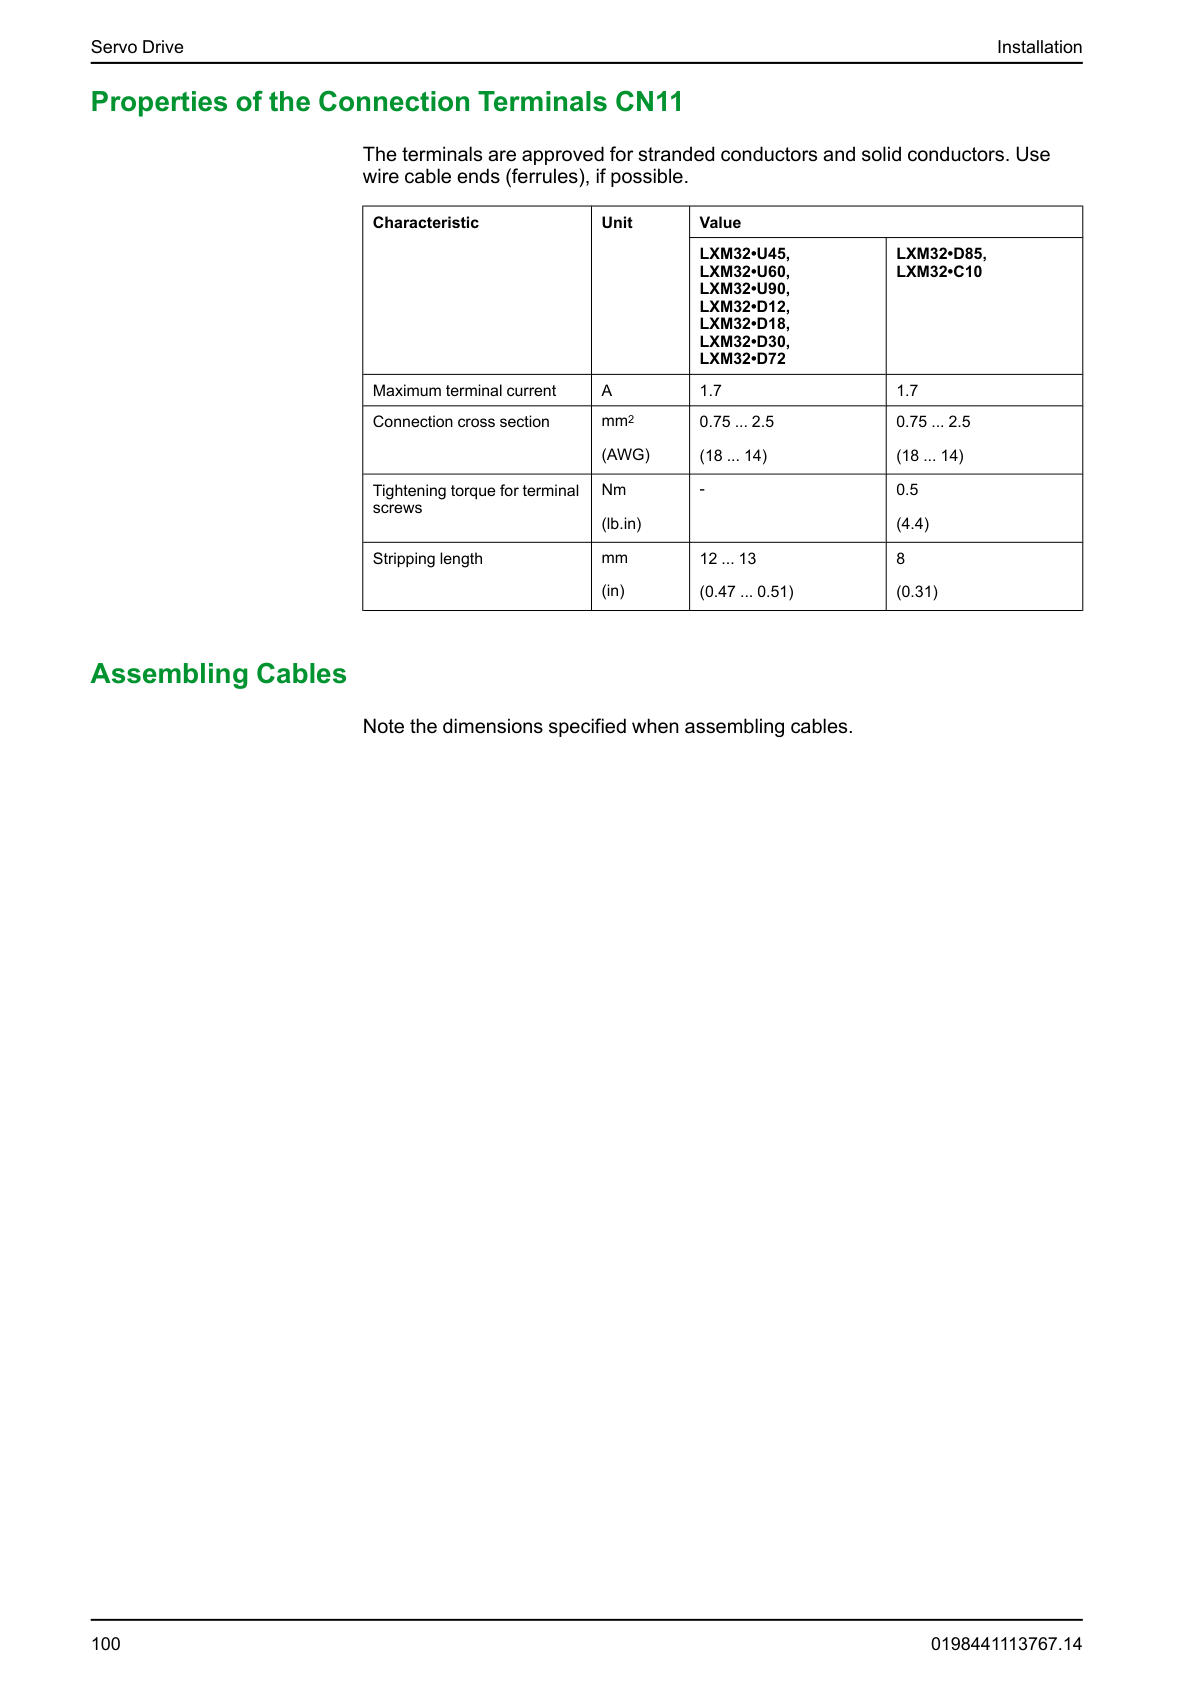 Servo Drive
Installation
Properties of the Connection Terminals CN11
The terminals are approved for stranded conductors and solid conductors. Use
wire cable ends (ferrules), if possible.
Characteristic
Unit
Value
LXM32•U45,
LXM32•U60,
LXM32•U90,
LXM32•D12,
LXM32•D18,
LXM32•D30,
LXM32•D72
LXM32•D85,
LXM32•C10
Maximum terminal current
A
1.7
1.7
Connection cross section
mm²
(AWG)
0.75 ... 2.5
(18 ... 14)
0.75 ... 2.5
(18 ... 14)
Tightening torque for terminal
screws
Nm
(lb.in)
-
0.5
(4.4)
Stripping length
mm
(in)
12 ... 13
(0.47 ... 0.51)
8
(0.31)
Assembling Cables
Note the dimensions specified when assembling cables.
100
0198441113767.14